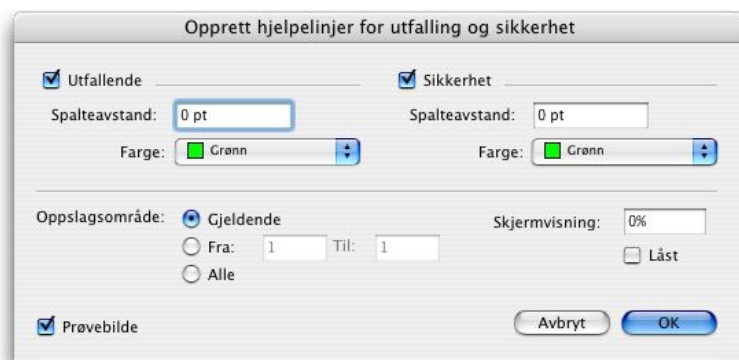 Opprett hjelpelinjer for utfalling og sikkerhet
Utfallende
Sikkerhet
Spalteavstand: 0 pt
Spalteavstand: 0 pt
Farge: Grønn
Farge: Grønn
Oppslagsområde: Gjeldende
Skjermvisning: 0%
Fra: 1 Til: 1
Låst
Alle
Prøvebilde
Avbryt
OK